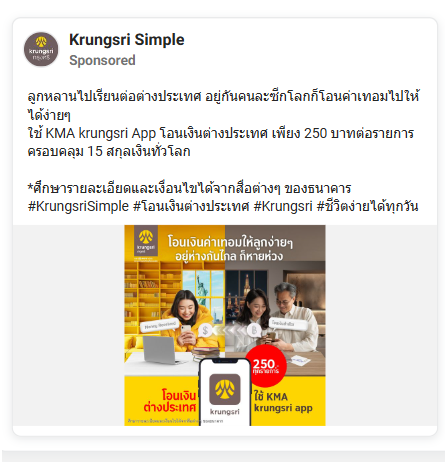 Krungsri Simple
Sponsored
krungsri
กรุงศรี
ลูกหลานไปเรียนต่อต่างประเทศ อยู่กันคนละซีกโลกก็โอนค่าเทอมไปให้
ได้ง่ายๆ
ใช้ KMA krungsri App โอนเงินต่างประเทศ เพียง 250 บาทต่อรายการ
ครอบคลุม 15 สกุลเงินทั่วโลก
*ศึกษารายละเอียดและเงื่อนไขได้จากสื่อต่างๆ ของธนาคาร
#KrungsriSimple #โอนเงินต่างประเทศ #Krungsri #ชีวิตง่ายได้ทุกวัน
krungsri
โอนเงินค่าเทอมให้ลูกง่ายๆ
อยู่ห่างกันไกล ก็หายห่วง
$
฿
250.-
ทุกรายการ
โอนเงิน
ต่างประเทศ
krungsri
ใช้ KMA
krungsri app